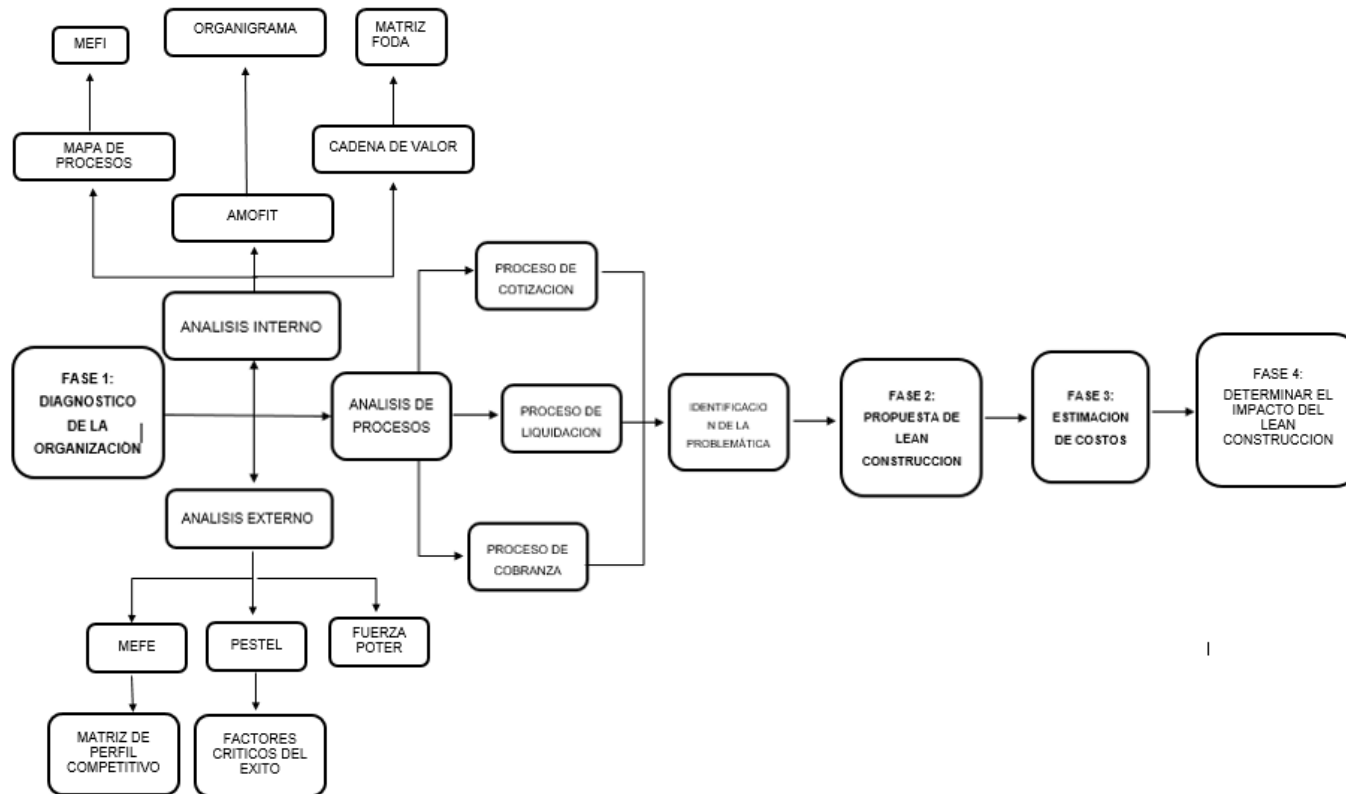 MEFI
ORGANIGRAMA
MATRIZ
FODA
MAPA DE
PROCESOS
CADENA DE VALOR
AMOFIT
PROCESO DE
COTIZACION
ANALISIS INTERNO
FASE 1:
DIAGNOSTICO
DE LA
ORGANIZACIÓN
ANALISIS DE
PROCESOS
PROCESO DE
LIQUIDACION
IDENTIFICACIO
N DE LA
PROBLEMÁTICA
FASE 2:
PROPUESTA DE
LEAN
CONSTRUCCION
FASE 3:
ESTIMACION
DE COSTOS
FASE 4:
DETERMINAR EL
IMPACTO DEL
LEAN
CONSTRUCCION
ANALISIS EXTERNO
PROCESO DE
COBRANZA
MEFE
PESTEL
FUERZA
POTER
MATRIZ DE
PERFIL
COMPETITIVO
FACTORES
CRITICOS DEL
EXITO